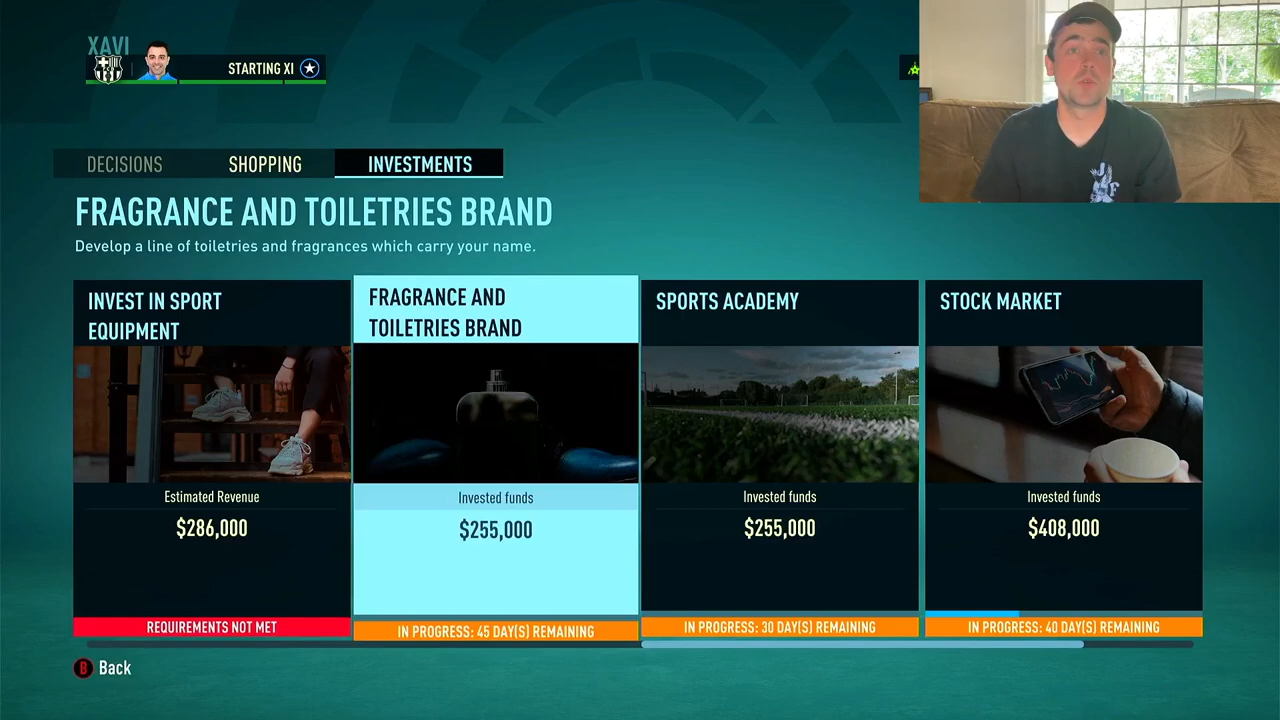 XAVI
STARTING XI
DECISIONS SHOPPING INVESTMENTS
FRAGRANCE AND TOILETRIES BRAND
Develop a line of toiletries and fragrances which carry your name.
INVEST IN SPORT
EQUIPMENT
Estimated Revenue
$286,000
REQUIREMENTS NOT MET
FRAGRANCE AND
TOILETRIES BRAND
Invested funds
$255,000
IN PROGRESS: 45 DAY(S) REMAINING
SPORTS ACADEMY
Invested funds
$255,000
IN PROGRESS: 30 DAY(S) REMAINING
STOCK MARKET
Invested funds
$408,000
IN PROGRESS: 40 DAY(S) REMAINING
B Back